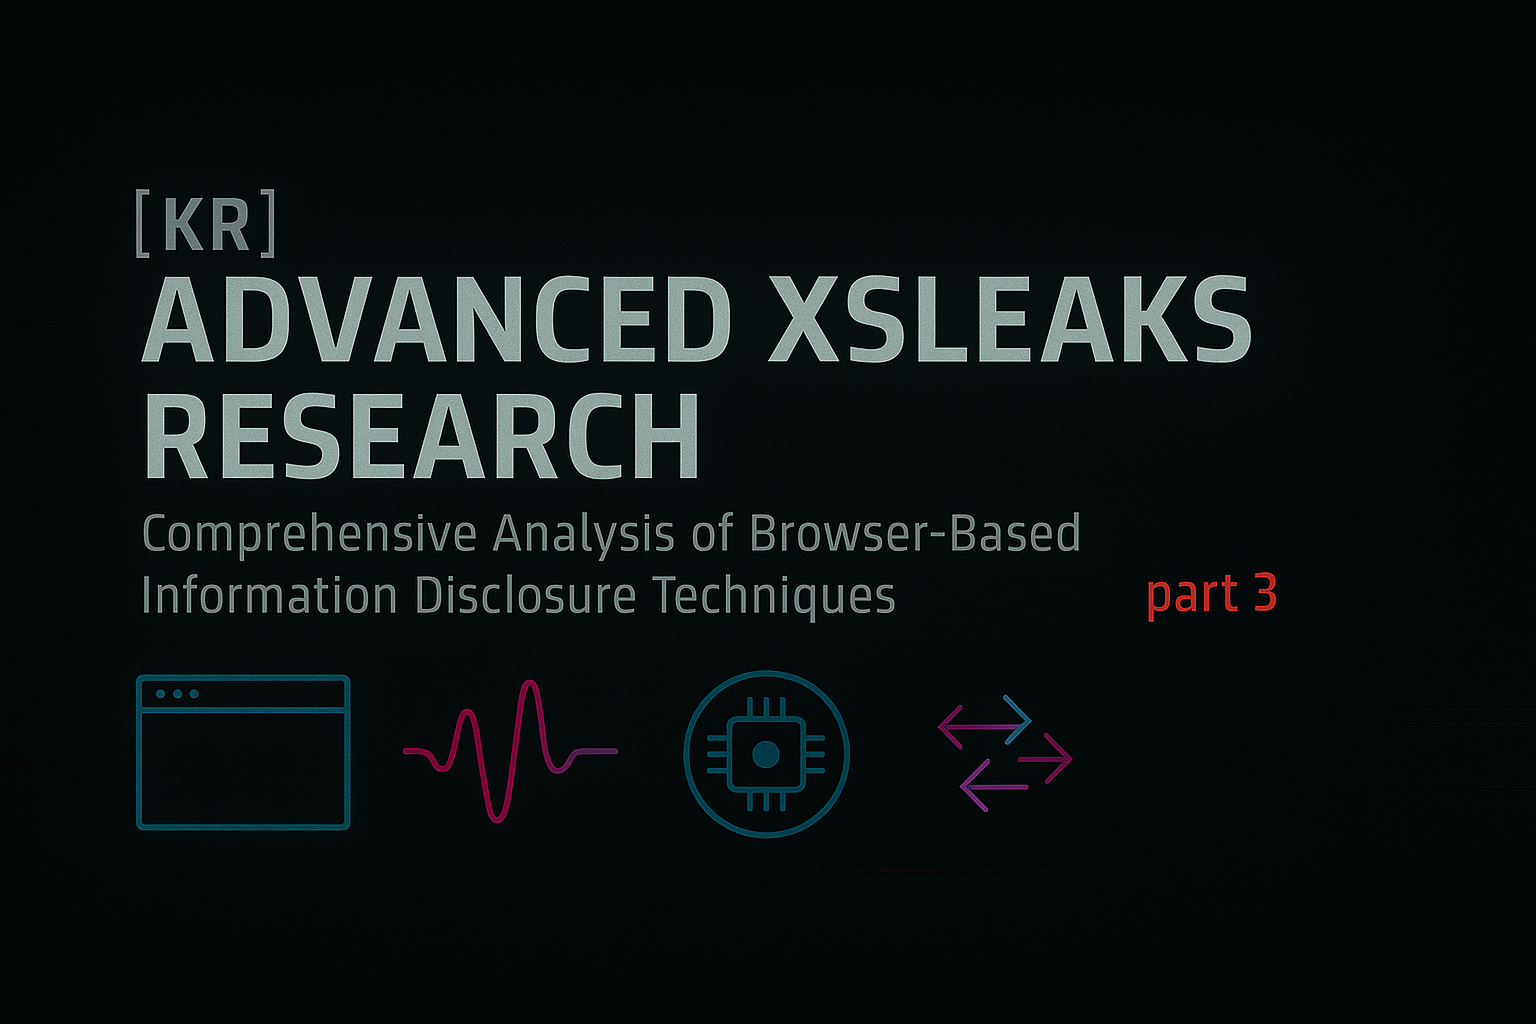 [KR]
ADVANCED XSLEAKS
RESEARCH
Comprehensive Analysis of Browser-Based
Information Disclosure Techniques
part 3